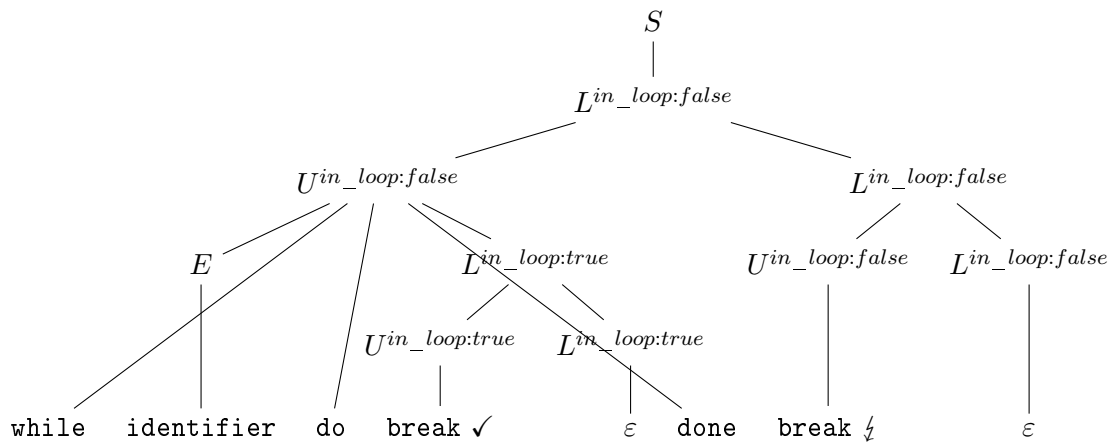 S
L^{in_loop:false}
U^{in_loop:false} L^{in_loop:false}
E L^{in_loop:true} U^{in_loop:false} L^{in_loop:false}
U^{in_loop:true} L^{in_loop:true}
while identifier do break ✓ ε done break ↯ ε